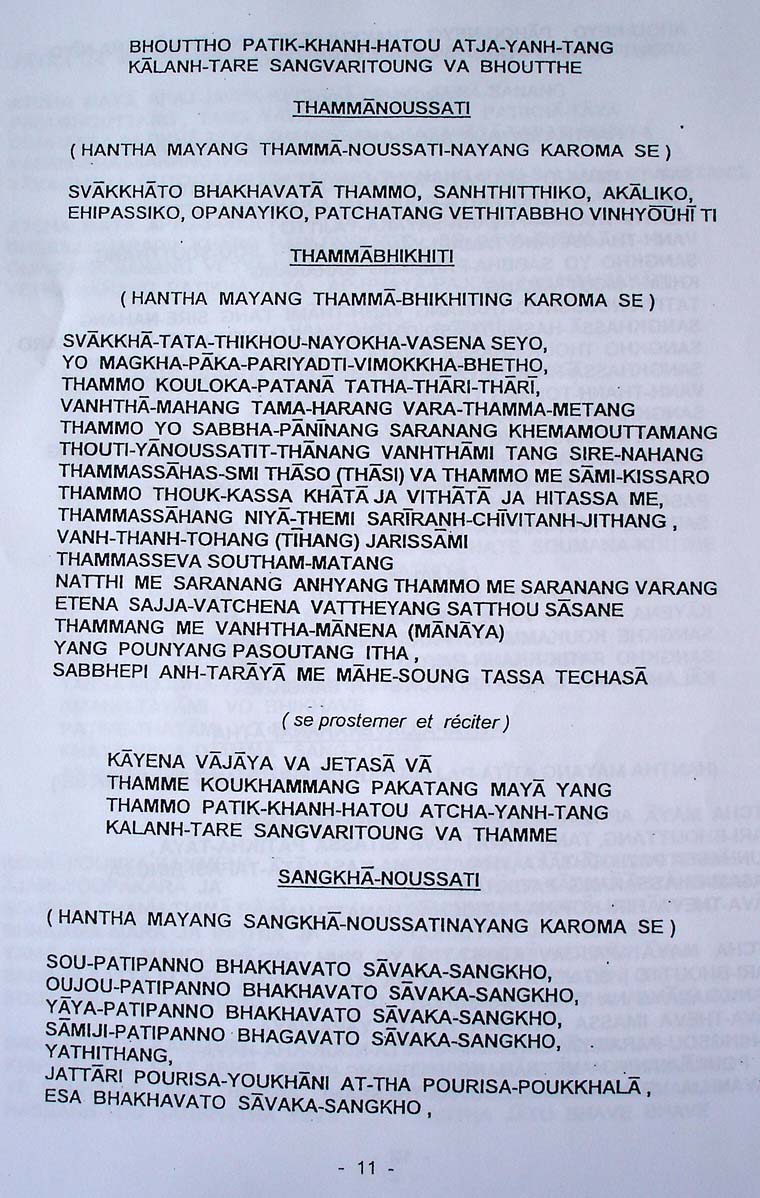 BHOUTTHO PATIK-KHANH-HATOU ATJA-YANH-TANG
KĀLANH-TARE SANGVARITOUNG VA BHOUTTHE
THAMMĀNOUSSATI
( HANTHA MAYANG THAMMĀ-NOUSSATI-NAYANG KAROMA SE )
SVĀKKHĀTO BHAKHAVATĀ THAMMO, SANHTHITTHIKO, AKĀLIKO,
EHIPASSIKO, OPANAYIKO, PATCHATANG VETHITABBHO VINHYŌŪHĪ TI
THAMMĀBHIKHITI
( HANTHA MAYANG THAMMĀ-BHIKHITING KAROMA SE )
SVĀKKHĀ-TATA-THIKHOU-NAYOKHA-VASENA SEYO,
YO MAGKHA-PĀKA-PARIYADTI-VIMOKKHA-BHETHO,
THAMMO KOULOKA-PATANĀ TATHA-THĀRI-THĀRĪ,
VANHTHĀ-MAHANG TAMA-HARANG VARA-THAMMA-METANG
THAMMO YO SABBHA-PĀNĪNANG SARANANG KHEMAMOUTTAMANG
THOUTI-YĀNOUSSATIT-THĀNANG VANHTHĀMI TANG SIRE-NAHANG
THAMMASSĀHAS-SMI THĀSO (THĀSI) VA THAMMO ME SĀMI-KISSARO
THAMMO THOUK-KASSA KHĀTĀ JA VITHĀTĀ JA HITASSA ME,
THAMMASSĀHANG NIYĀ-THEMI SARĪRANH-CHĪVITANH-JITHANG ,
VANH-THANH-TOHANG (TĪHANG) JARISSĀMI
THAMMASSEVA SOUTHAM-MATANG
NATTHI ME SARANANG ANHYANG THAMMO ME SARANANG VARANG
ETENA SAJJA-VATCHENA VATTHEYANG SATTHOU SĀSANE
THAMMANG ME VANHTHA-MĀNENA (MĀNĀYA)
YANG POUNYANG PASOUTANG ITHA ,
SABBHEPI ANH-TARĀYĀ ME MĀHE-SOUNG TASSA TECHASĀ
( se prosterner et réciter )
KĀYENA VĀJĀYA VA JETASĀ VĀ
THAMME KOUKHAMMANG PAKATANG MAYĀ YANG
THAMMO PATIK-KHANH-HATOU ATCHA-YANH-TANG
KALANH-TARE SANGVARITOUNG VA THAMME
SANGKHĀ-NOUSSATI
( HANTHA MAYANG SANGKHĀ-NOUSSATINAYANG KAROMA SE )
SOU-PATIPANNO BHAKHAVATO SĀVAKA-SANGKHO,
OUJOU-PATIPANNO BHAKHAVATO SĀVAKA-SANGKHO,
YĀYA-PATIPANNO BHAKHAVATO SĀVAKA-SANGKHO,
SĀMIJI-PATIPANNO BHAGAVATO SĀVAKA-SANGKHO,
YATHITHANG,
JATTĀRI POURISA-YOUKHĀNI AT-THA POURISA-POUKKHALĀ ,
ESA BHAKHAVATO SĀVAKA-SANGKHO ,
- 11 -